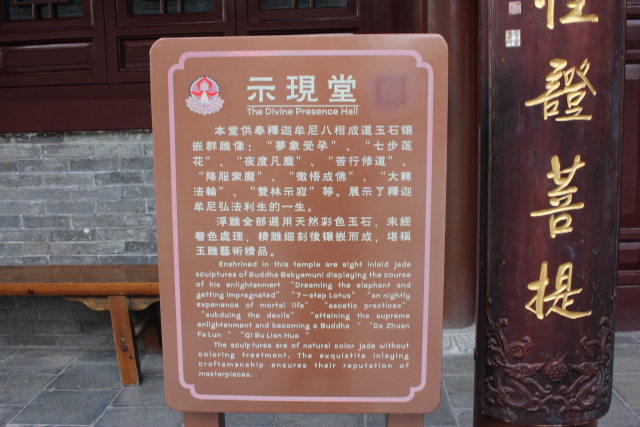 示現堂
The Divine Presence Hall
本堂供奉釋迦牟尼八相成道玉石鑲
嵌群雕像：“夢象受孕”、“七步蓮
花”、“夜度凡塵”、“苦行修道”、
“降服衆魔”、“徹悟成佛”、“大轉
法輪”、“雙林示寂”等。展示了釋迦
牟尼弘法利生的一生。
浮雕全部選用天然彩色玉石，未經
着色處理，精雕细刻後镶嵌而成，堪稱
玉雕藝術精品。
Enshrined in this temple are eight inlaid jade
sculptures of Buddha Sakyamuni displaying the course
of his enlightenment "Dreaming the elephant and
getting impregnated" "7-step Lotus" "an nightly
experience of mortal life" "ascetic practices"
"subduing the devils" "attaining the supreme
enlightenmant and becoming a Buddha " "Da Zhuan
Fa Lun " "Qi Bu Lian Hua "
The sculptures are of natural color jade without
coloring treatment. The exquisite inlaying
craftsmanship ensures their reputation of
masterpieces.
性
證
菩
提